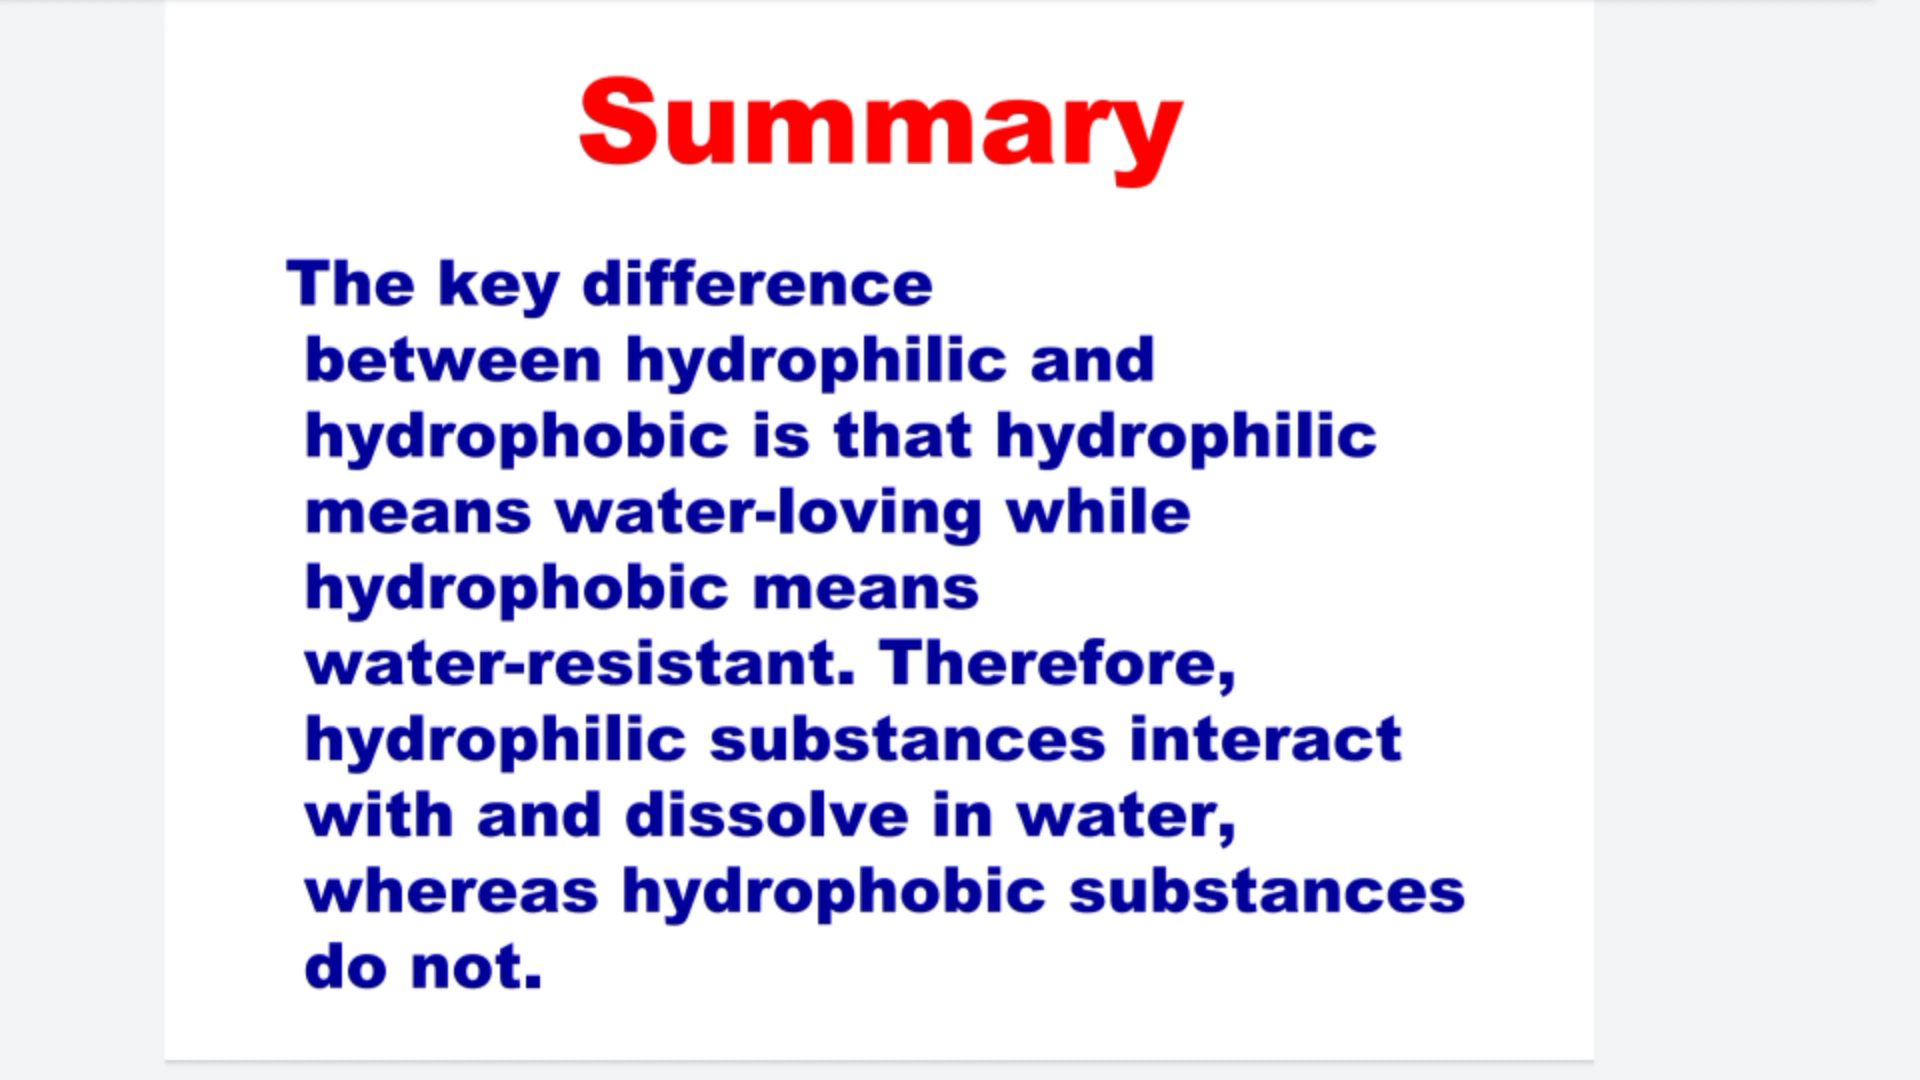 Summary
The key difference
between hydrophilic and
hydrophobic is that hydrophilic
means water-loving while
hydrophobic means
water-resistant. Therefore,
hydrophilic substances interact
with and dissolve in water,
whereas hydrophobic substances
do not.